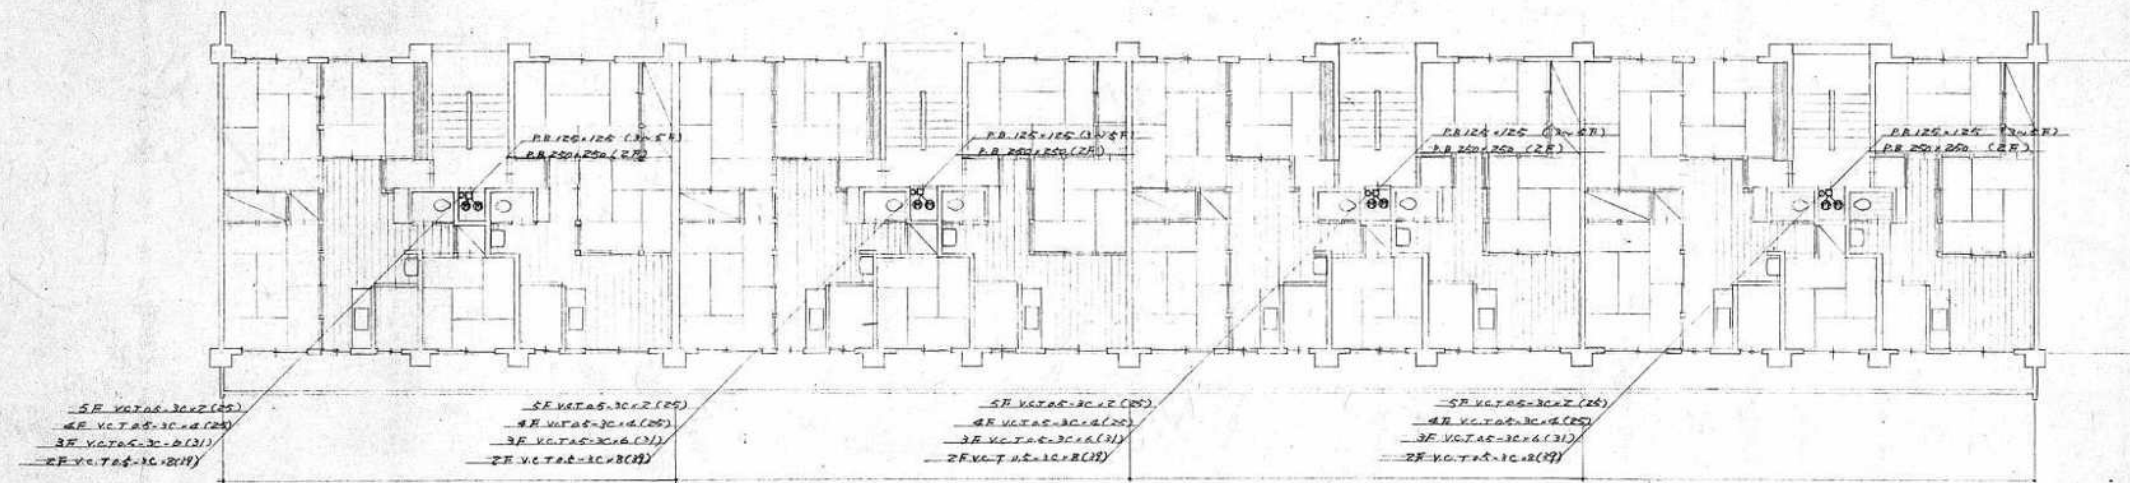 P.B. 125×125 (3~5F)
P.B. 250×250 (2F)
P.B. 125×125 (3~5F)
P.B. 250×250 (2F)
P.B. 125×125 (3~5F)
P.B. 250×250 (2F)
P.B. 125×125 (3~5F)
P.B. 250×250 (2F)
5F V.C.T 0.5-3C×2 (25)
4F V.C.T 0.5-3C×4 (25)
3F V.C.T 0.5-3C×6 (31)
2F V.C.T 0.5-3C×8 (39)
5F V.C.T 0.5-3C×2 (25)
4F V.C.T 0.5-3C×4 (25)
3F V.C.T 0.5-3C×6 (31)
2F V.C.T 0.5-3C×8 (39)
5F V.C.T 0.5-3C×2 (25)
4F V.C.T 0.5-3C×4 (25)
3F V.C.T 0.5-3C×6 (31)
2F V.C.T 0.5-3C×8 (39)
5F V.C.T 0.5-3C×2 (25)
4F V.C.T 0.5-3C×4 (25)
3F V.C.T 0.5-3C×6 (31)
2F V.C.T 0.5-3C×8 (39)